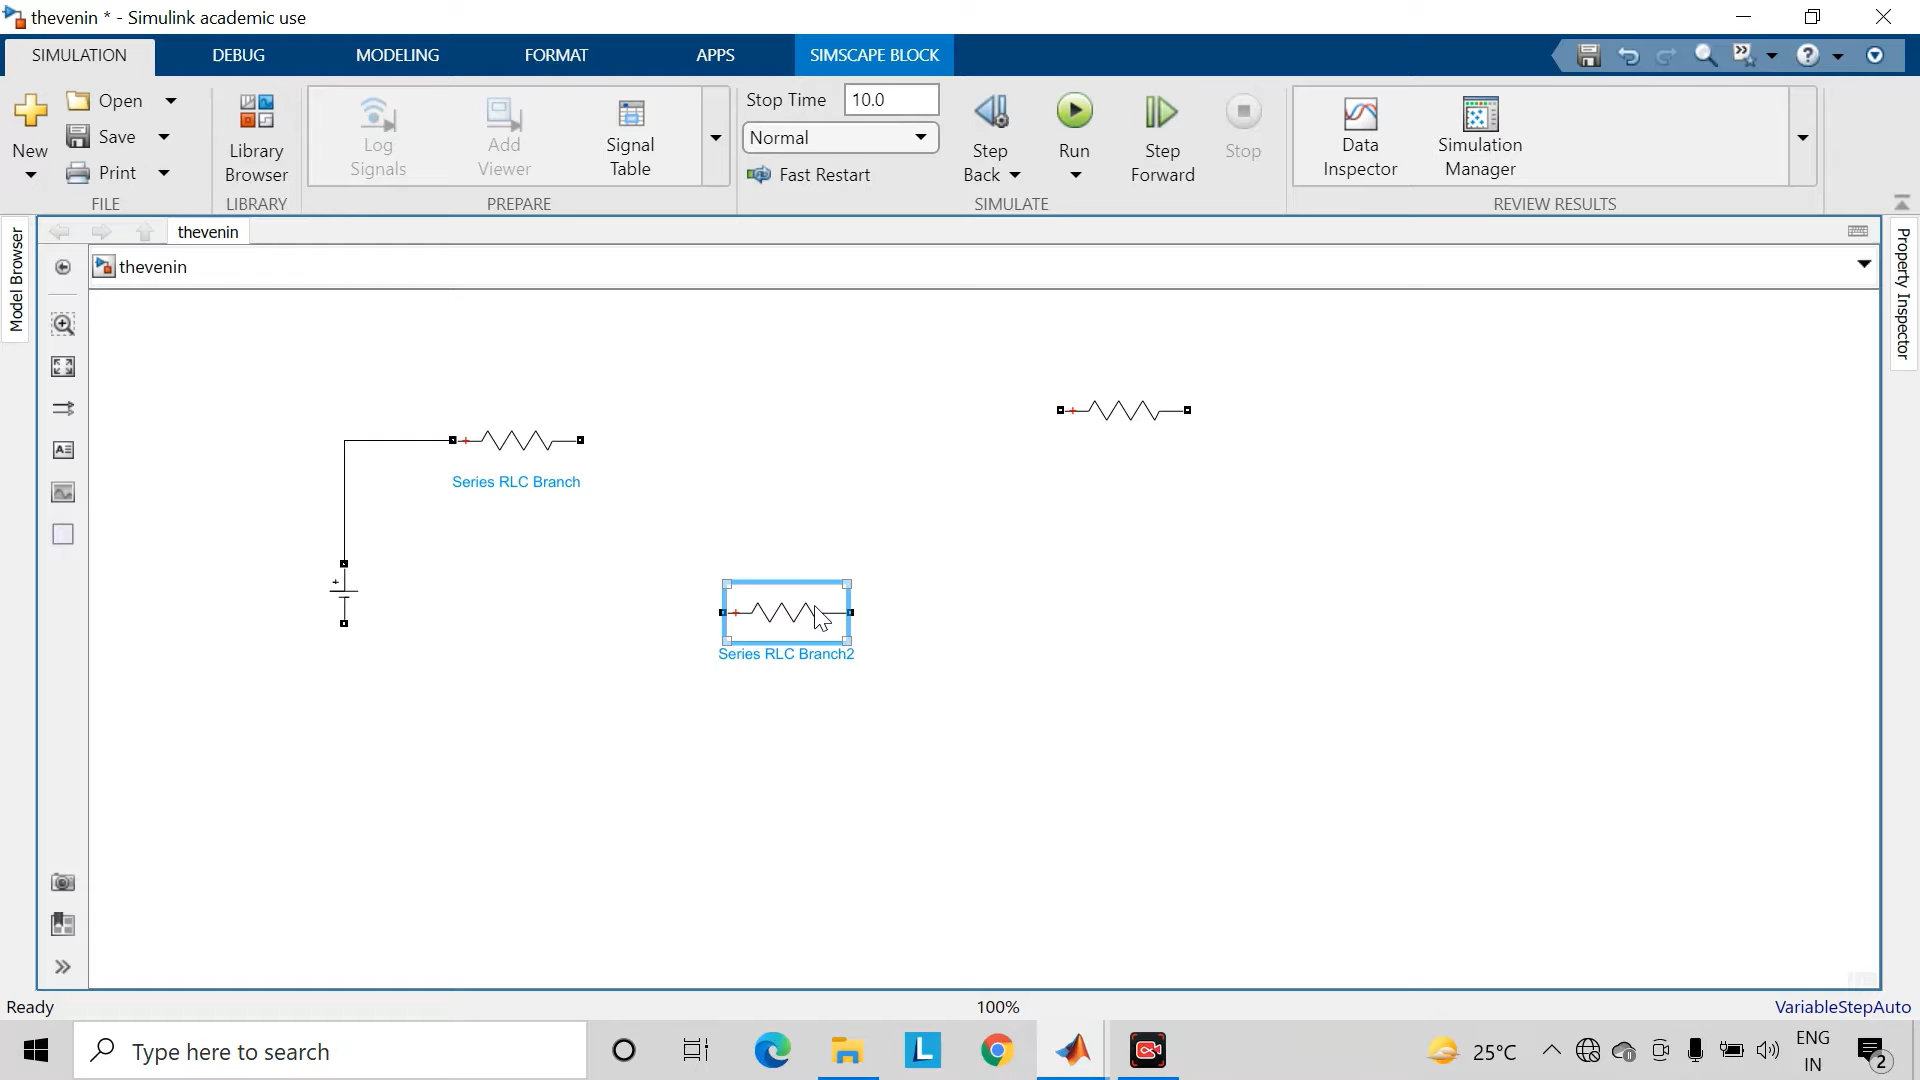 thevenin * - Simulink academic use
SIMULATION DEBUG MODELING FORMAT APPS SIMSCAPE BLOCK
New
Open
Save
Print
FILE
Library
Browser
LIBRARY
Log
Signals
Add
Viewer
Signal
Table
PREPARE
Stop Time 10.0
Normal
Fast Restart
Step
Back
Run
Step
Forward
Stop
SIMULATE
Data
Inspector
Simulation
Manager
REVIEW RESULTS
Model Browser
thevenin
thevenin
Property Inspector
Series RLC Branch
Series RLC Branch2
Ready 100% VariableStepAuto
Type here to search
25°C
ENG
IN
2